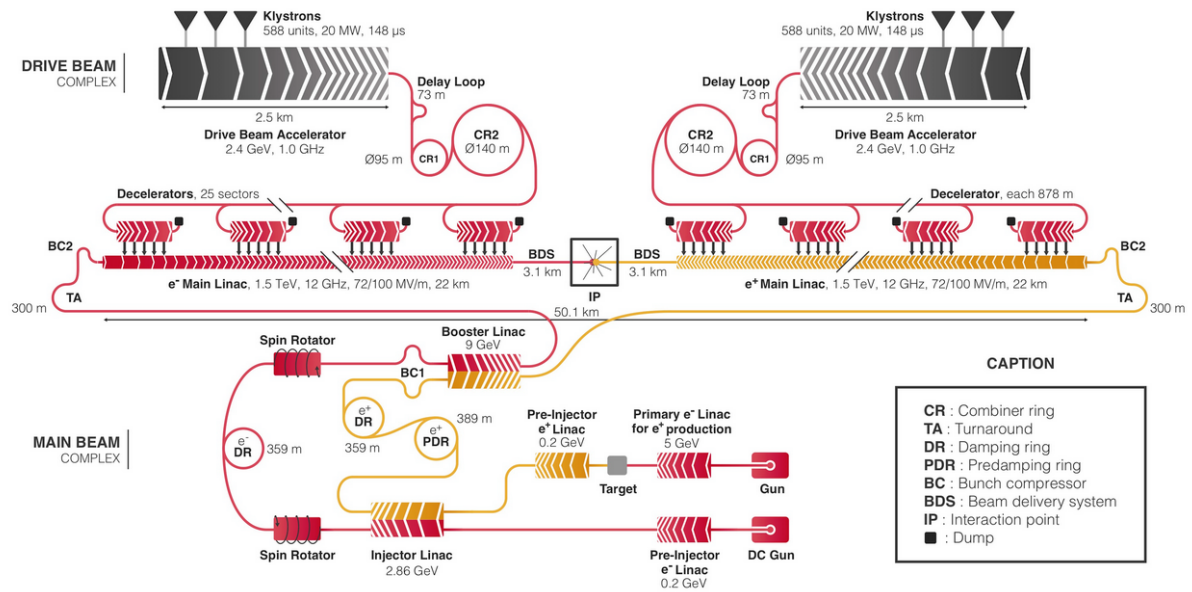 Klystrons
588 units, 20 MW, 148 µs
Klystrons
588 units, 20 MW, 148 µs
DRIVE BEAM
COMPLEX
Delay Loop
73 m
Delay Loop
73 m
2.5 km
2.5 km
Drive Beam Accelerator
2.4 GeV, 1.0 GHz
Drive Beam Accelerator
2.4 GeV, 1.0 GHz
CR2
Ø140 m
CR1
Ø95 m
CR2
Ø140 m
CR1
Ø95 m
Decelerators, 25 sectors
Decelerator, each 878 m
BC2
BDS
3.1 km
BDS
3.1 km
BC2
TA
e⁻ Main Linac, 1.5 TeV, 12 GHz, 72/100 MV/m, 22 km
IP
e⁺ Main Linac, 1.5 TeV, 12 GHz, 72/100 MV/m, 22 km
TA
300 m
50.1 km
300 m
Spin Rotator
Booster Linac
9 GeV
BC1
MAIN BEAM
COMPLEX
e⁻
DR
359 m
e⁺
DR
359 m
e⁺
PDR
389 m
Pre-Injector
e⁺ Linac
0.2 GeV
Primary e⁻ Linac
for e⁺ production
5 GeV
Target
Gun
Spin Rotator
Injector Linac
2.86 GeV
Pre-Injector
e⁻ Linac
0.2 GeV
DC Gun
CAPTION
CR : Combiner ring
TA : Turnaround
DR : Damping ring
PDR : Predamping ring
BC : Bunch compressor
BDS : Beam delivery system
IP : Interaction point
: Dump